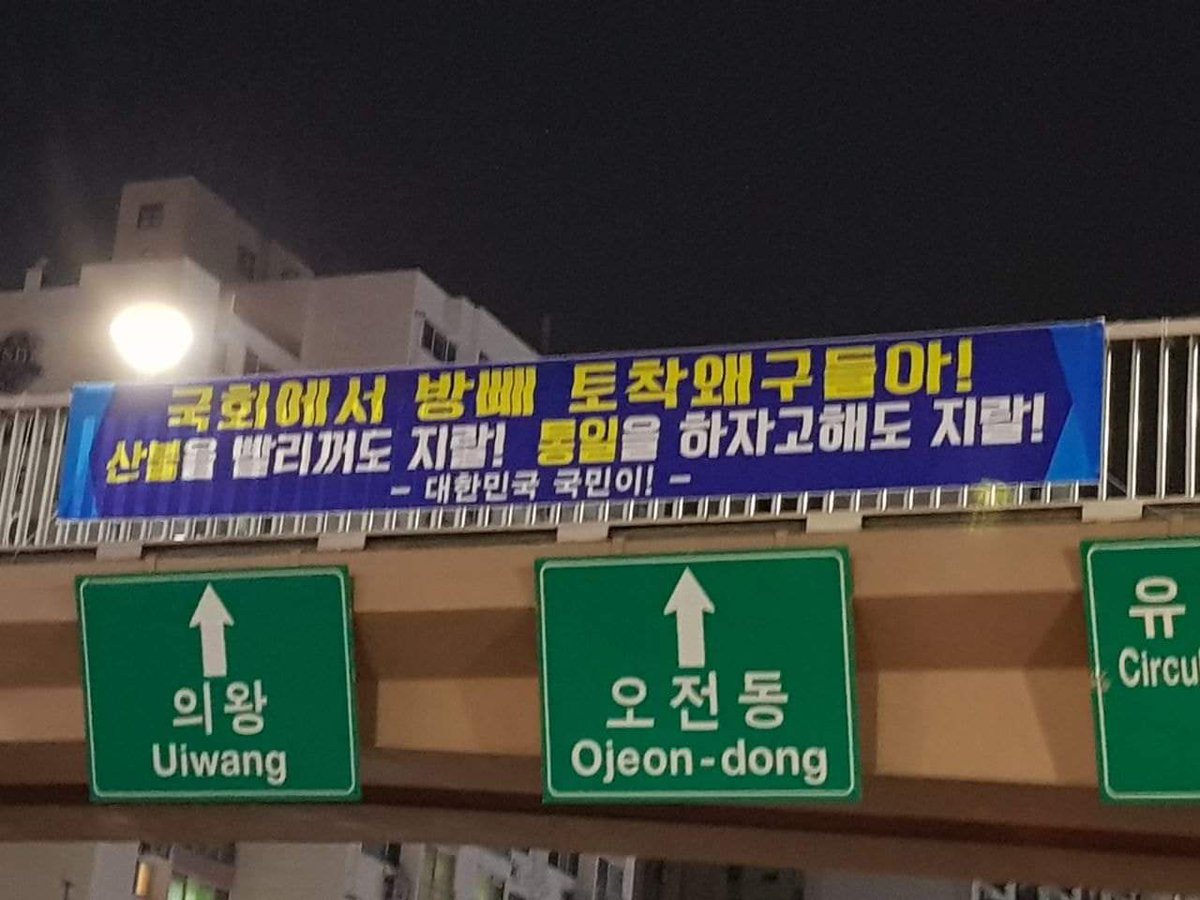 국회에서 방빼 토착왜구들아!
산불을 빨리꺼도 지랄! 통일을 하자고해도 지랄!
- 대한민국 국민이! -
의왕
Uiwang
오전동
Ojeon-dong
유
Circul